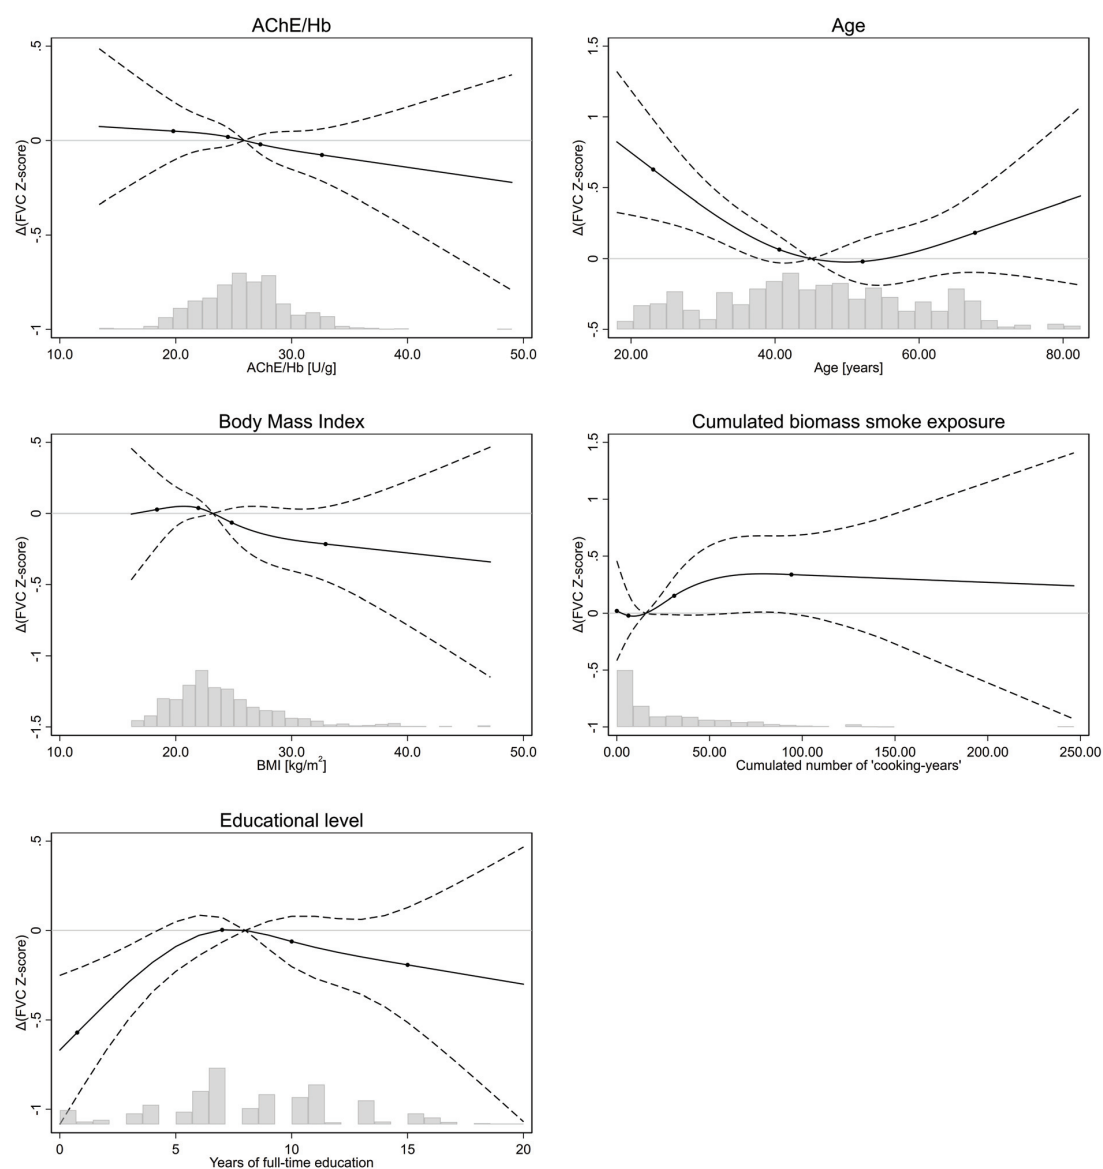 AChE/Hb
Δ(FVC Z-score)
.5
0
-.5
-1
10.0 20.0 30.0 40.0 50.0
AChE/Hb [U/g]
Age
Δ(FVC Z-score)
1.5
1
.5
0
-.5
20.00 40.00 60.00 80.00
Age [years]
Body Mass Index
Δ(FVC Z-score)
.5
0
-.5
-1
-1.5
10.0 20.0 30.0 40.0 50.0
BMI [kg/m²]
Cumulated biomass smoke exposure
Δ(FVC Z-score)
1.5
1
.5
0
-.5
-1
0.00 50.00 100.00 150.00 200.00 250.00
Cumulated number of 'cooking-years'
Educational level
Δ(FVC Z-score)
.5
0
-.5
-1
0 5 10 15 20
Years of full-time education